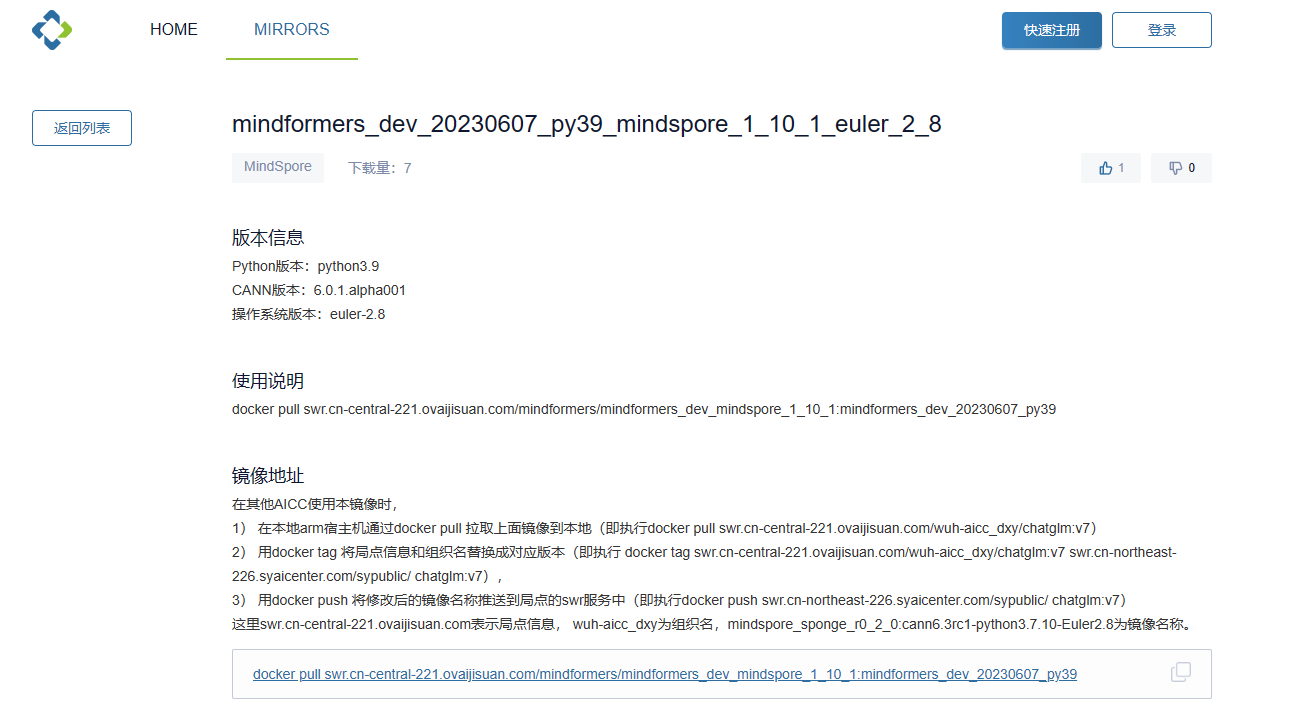 HOME MIRRORS 快速注册 登录
返回列表
mindformers_dev_20230607_py39_mindspore_1_10_1_euler_2_8
MindSpore 下载量：7 1 0
版本信息
Python版本：python3.9
CANN版本：6.0.1.alpha001
操作系统版本：euler-2.8
使用说明
docker pull swr.cn-central-221.ovaijisuan.com/mindformers/mindformers_dev_mindspore_1_10_1:mindformers_dev_20230607_py39
镜像地址
在其他AICC使用本镜像时，
1） 在本地arm宿主机通过docker pull 拉取上面镜像到本地（即执行docker pull swr.cn-central-221.ovaijisuan.com/wuh-aicc_dxy/chatglm:v7）
2） 用docker tag 将局点信息和组织名替换成对应版本（即执行 docker tag swr.cn-central-221.ovaijisuan.com/wuh-aicc_dxy/chatglm:v7 swr.cn-northeast-
226.syaicenter.com/sypublic/ chatglm:v7），
3） 用docker push 将修改后的镜像名称推送到局点的swr服务中（即执行docker push swr.cn-northeast-226.syaicenter.com/sypublic/ chatglm:v7）
这里swr.cn-central-221.ovaijisuan.com表示局点信息， wuh-aicc_dxy为组织名，mindspore_sponge_r0_2_0:cann6.3rc1-python3.7.10-Euler2.8为镜像名称。
docker pull swr.cn-central-221.ovaijisuan.com/mindformers/mindformers_dev_mindspore_1_10_1:mindformers_dev_20230607_py39